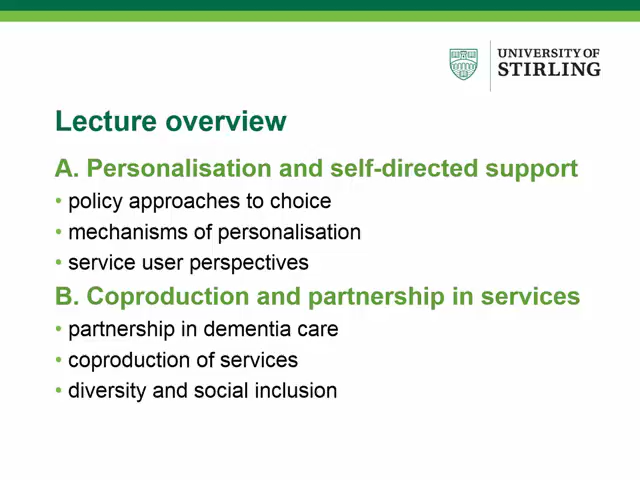 UNIVERSITY OF
STIRLING
Lecture overview
A. Personalisation and self-directed support
• policy approaches to choice
• mechanisms of personalisation
• service user perspectives
B. Coproduction and partnership in services
• partnership in dementia care
• coproduction of services
• diversity and social inclusion